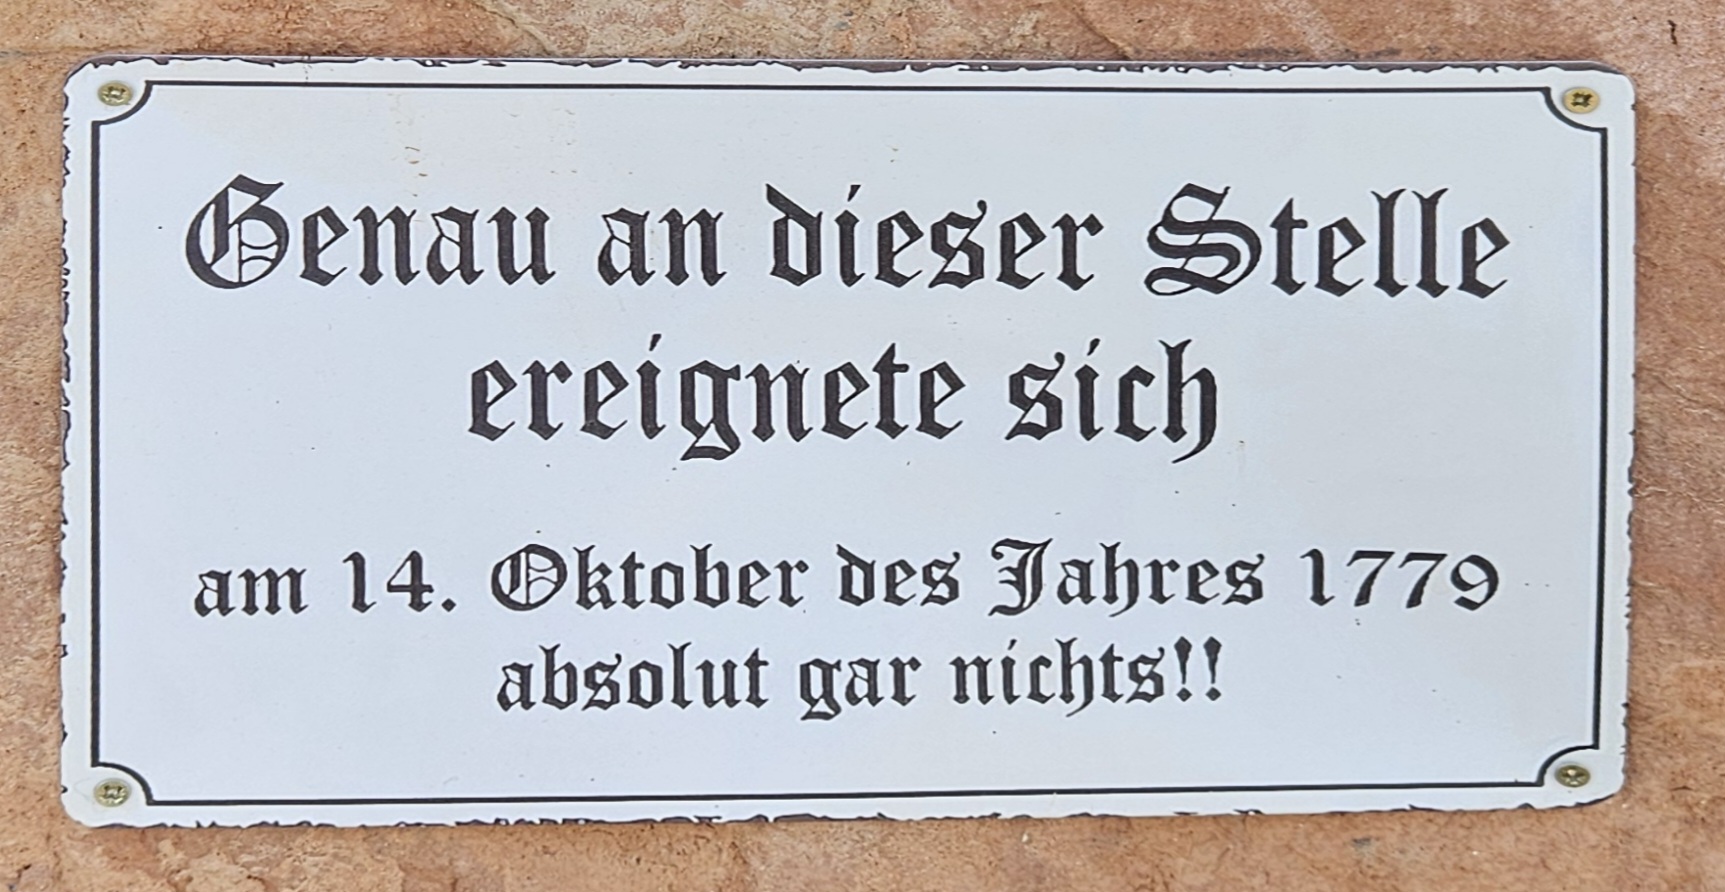 Genau an dieser Stelle
ereignete sich
am 14. Oktober des Jahres 1779
absolut gar nichts!!